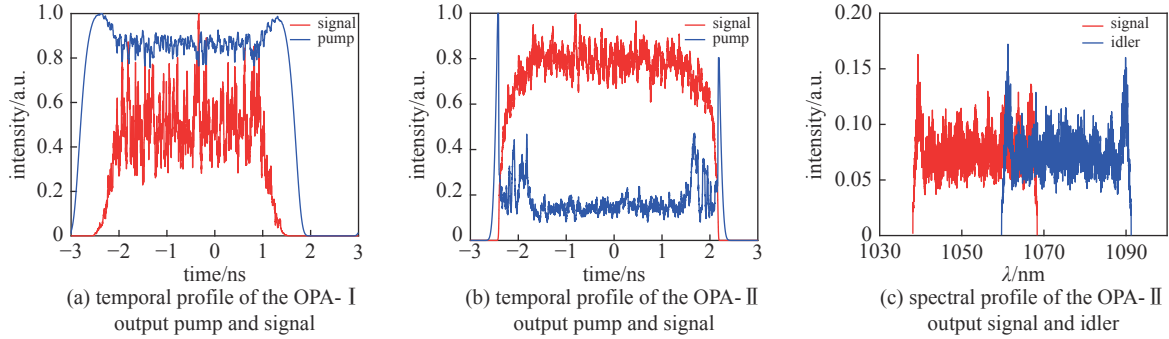 signal
pump
intensity/a.u.
1.0
0.8
0.6
0.4
0.2
0
−3 −2 −1 0 1 2 3
time/ns
(a) temporal profile of the OPA-Ⅰ
output pump and signal
signal
pump
intensity/a.u.
1.0
0.8
0.6
0.4
0.2
0
−3 −2 −1 0 1 2 3
time/ns
(b) temporal profile of the OPA-Ⅱ
output pump and signal
signal
idler
intensity/a.u.
0.20
0.15
0.10
0.05
0
1030 1050 1070 1090
λ/nm
(c) spectral profile of the OPA-Ⅱ
output signal and idler